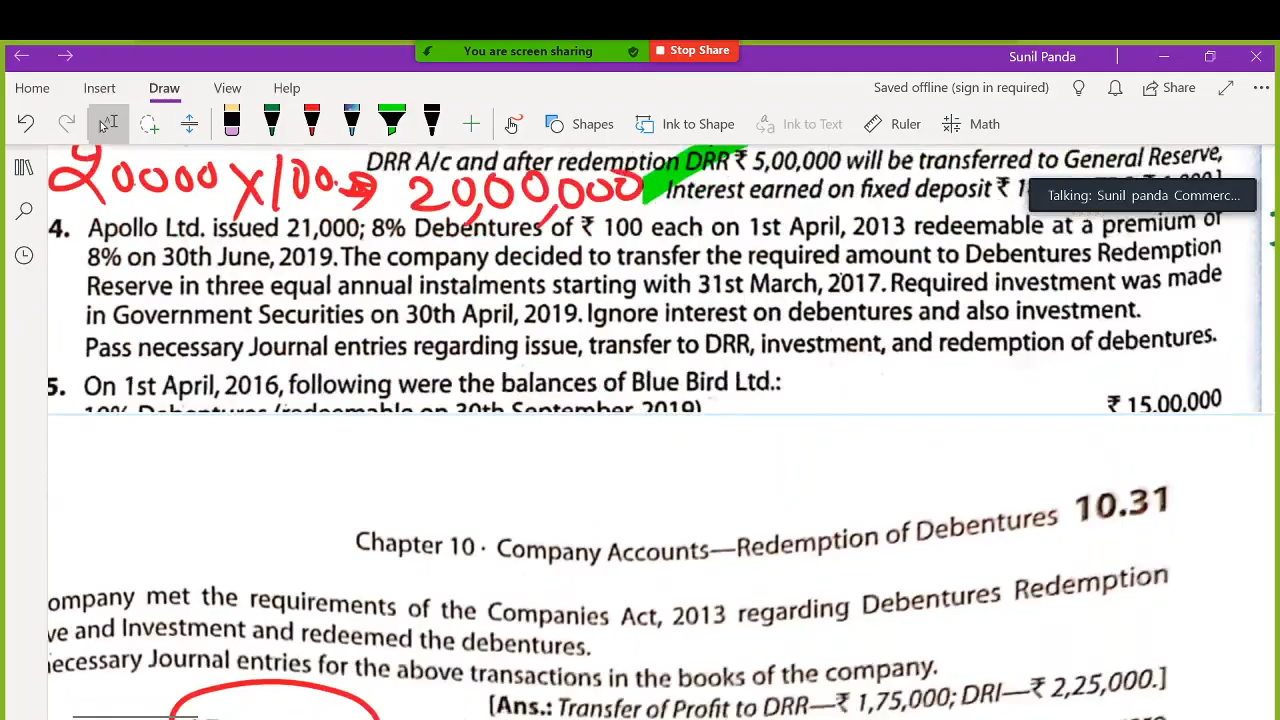 You are screen sharing
Stop Share
Sunil Panda
Home Insert Draw View Help
Saved offline (sign in required) Share
Shapes Ink to Shape Ink to Text Ruler Math
DRR A/c and after redemption DRR ₹ 5,00,000 will be transferred to General Reserve,
20000 X 100 → 20,00,000
Interest earned on fixed deposit ₹
Talking: Sunil panda Commerc...
4. Apollo Ltd. issued 21,000; 8% Debentures of ₹ 100 each on 1st April, 2013 redeemable at a premium of
8% on 30th June, 2019. The company decided to transfer the required amount to Debentures Redemption
Reserve in three equal annual instalments starting with 31st March, 2017. Required investment was made
in Government Securities on 30th April, 2019. Ignore interest on debentures and also investment.
Pass necessary Journal entries regarding issue, transfer to DRR, investment, and redemption of debentures.
5. On 1st April, 2016, following were the balances of Blue Bird Ltd.:
10% Debentures (redeemable on 30th September, 2019) ₹ 15,00,000
Chapter 10 · Company Accounts—Redemption of Debentures 10.31
ompany met the requirements of the Companies Act, 2013 regarding Debentures Redemption
ve and Investment and redeemed the debentures.
ecessary Journal entries for the above transactions in the books of the company.
[Ans.: Transfer of Profit to DRR—₹ 1,75,000; DRI—₹ 2,25,000.]